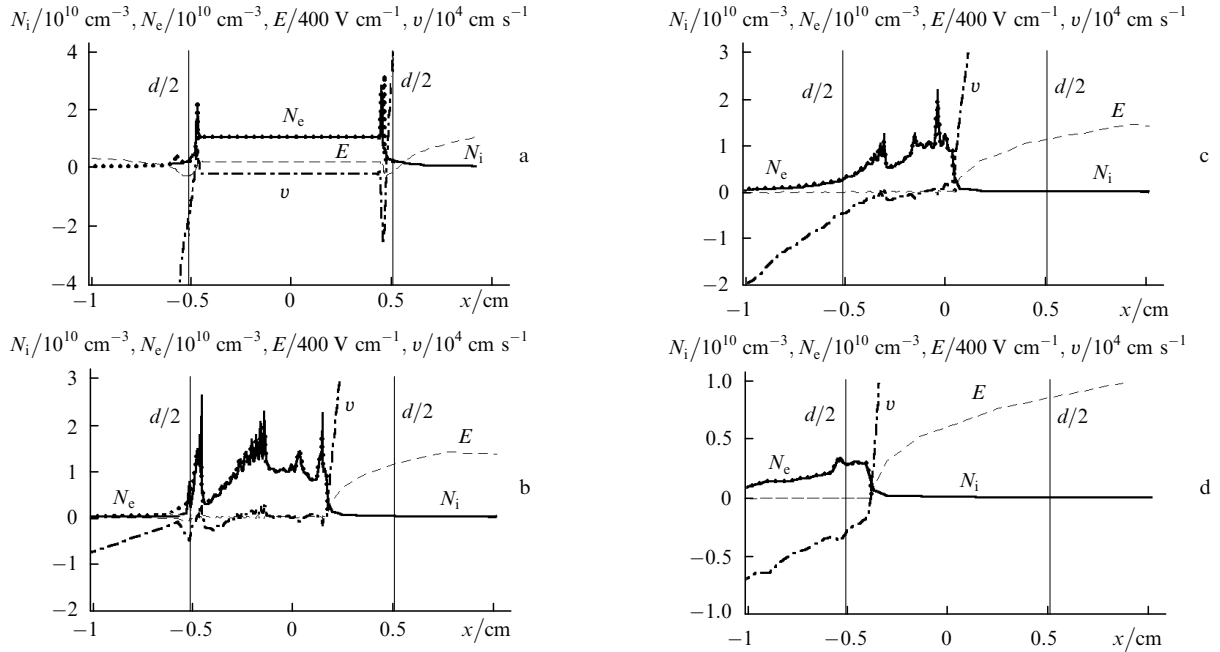 N_i/10^10 cm^−3, N_e/10^10 cm^−3, E/400 V cm^−1, υ/10^4 cm s^−1
4
2
0
−2
−4
d/2
d/2
N_e
E
N_i
υ
−1
−0.5
0
0.5
x/cm
a
N_i/10^10 cm^−3, N_e/10^10 cm^−3, E/400 V cm^−1, υ/10^4 cm s^−1
3
2
1
0
−1
−2
d/2
d/2
υ
E
N_e
N_i
−1
−0.5
0
0.5
x/cm
b
N_i/10^10 cm^−3, N_e/10^10 cm^−3, E/400 V cm^−1, υ/10^4 cm s^−1
3
2
1
0
−1
−2
d/2
d/2
υ
E
N_e
N_i
−1
−0.5
0
0.5
x/cm
c
N_i/10^10 cm^−3, N_e/10^10 cm^−3, E/400 V cm^−1, υ/10^4 cm s^−1
1.0
0.5
0
−0.5
−1.0
d/2
d/2
υ
E
N_e
N_i
−1
−0.5
0
0.5
x/cm
d